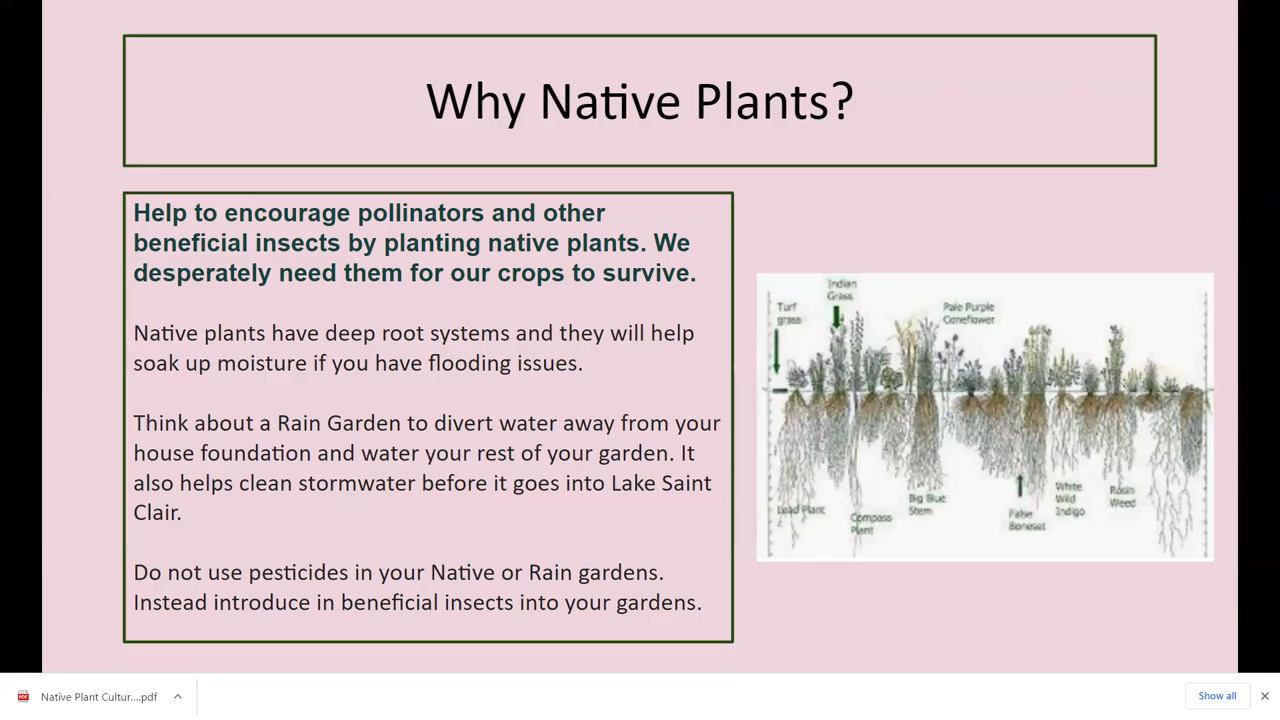 Why Native Plants?
Help to encourage pollinators and other
beneficial insects by planting native plants. We
desperately need them for our crops to survive.
Native plants have deep root systems and they will help
soak up moisture if you have flooding issues.
Think about a Rain Garden to divert water away from your
house foundation and water your rest of your garden. It
also helps clean stormwater before it goes into Lake Saint
Clair.
Do not use pesticides in your Native or Rain gardens.
Instead introduce in beneficial insects into your gardens.
Turf
grass
Indian
Grass
Pale Purple
Coneflower
Lead Plant
Compass
Plant
Big Blue
Stem
False
Boneset
White
Wild
Indigo
Rosin
Weed
PDF
Native Plant Cultur....pdf
Show all